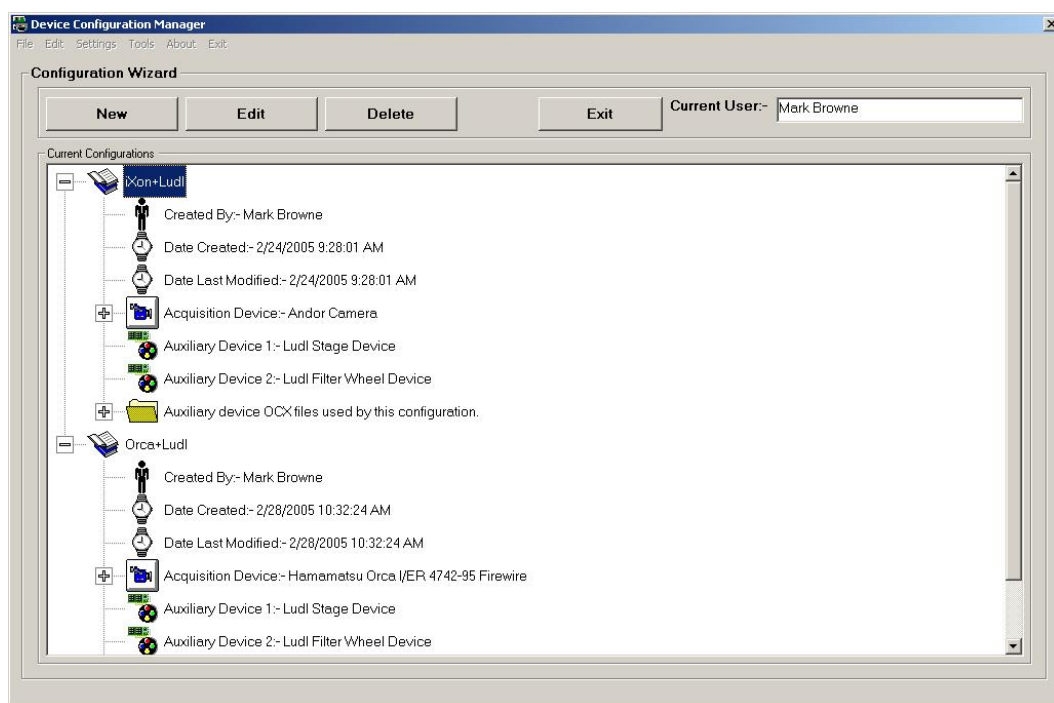 Device Configuration Manager
File Edit Settings Tools About Exit
Configuration Wizard
New Edit Delete Exit Current User:- Mark Browne
Current Configurations
iXon+Ludl
Created By:- Mark Browne
Date Created:- 2/24/2005 9:28:01 AM
Date Last Modified:- 2/24/2005 9:28:01 AM
Acquisition Device:- Andor Camera
Auxiliary Device 1:- Ludl Stage Device
Auxiliary Device 2:- Ludl Filter Wheel Device
Auxiliary device OCX files used by this configuration.
Orca+Ludl
Created By:- Mark Browne
Date Created:- 2/28/2005 10:32:24 AM
Date Last Modified:- 2/28/2005 10:32:24 AM
Acquisition Device:- Hamamatsu Orca I/ER 4742-95 Firewire
Auxiliary Device 1:- Ludl Stage Device
Auxiliary Device 2:- Ludl Filter Wheel Device